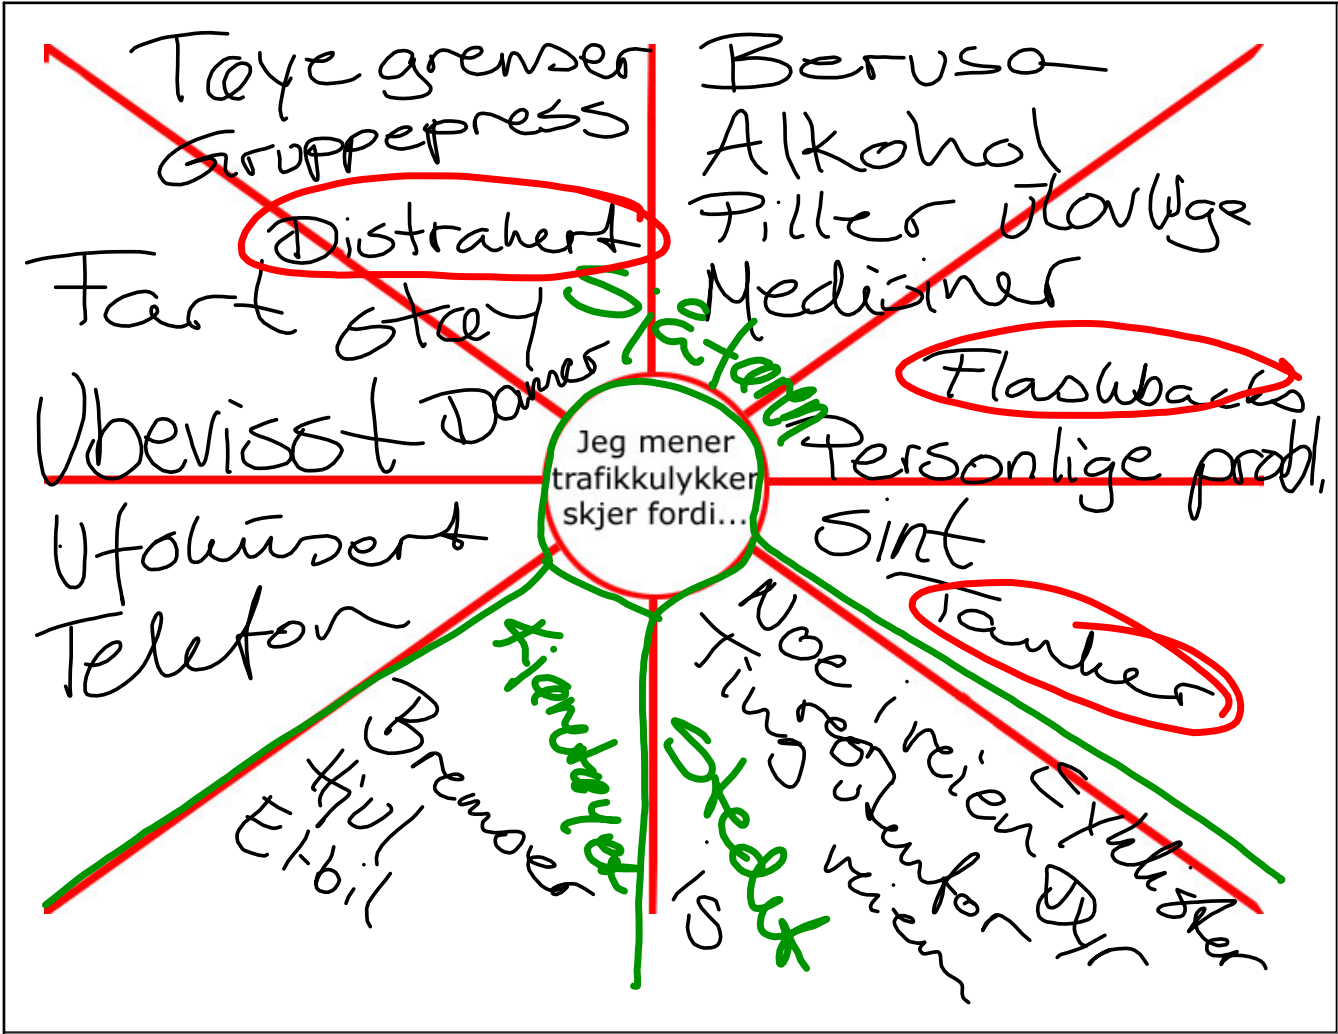 Tøye grenser
Gruppepress
Distrahert
Fart støy
Ubevisst Damer
Ufokusert
Telefon
Berusa
Alkohol
Piller ulovlige
Medisiner
Flashbacks
Personlige probl.
Sint
Tanker
Sjåføren
Jeg mener
trafikkulykker
skjer fordi...
Kjøretøyet
Bremser
Hjul
El-bil
Stedet
is
Noe i veien Syklister
Ting utenfor Dyr
veien